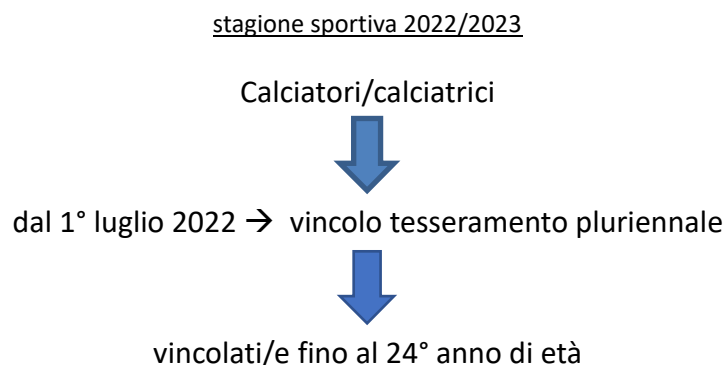 stagione sportiva 2022/2023
Calciatori/calciatrici
dal 1° luglio 2022 → vincolo tesseramento pluriennale
vincolati/e fino al 24° anno di età